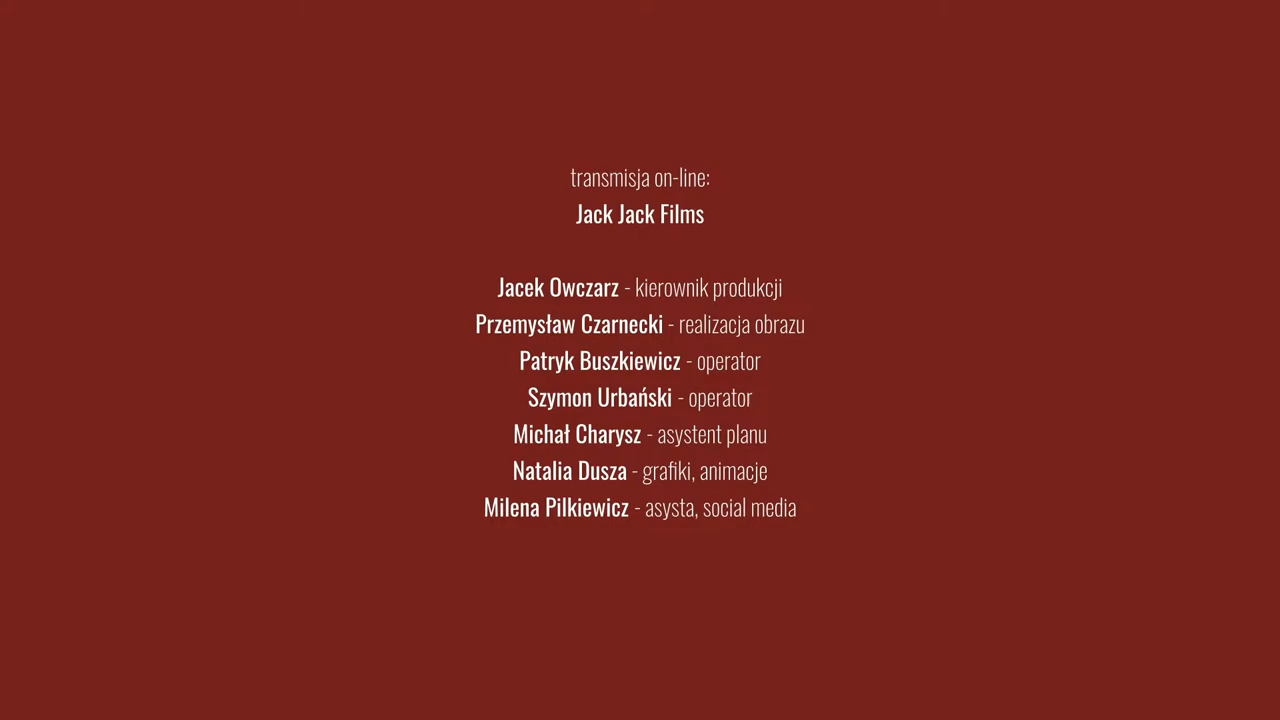 transmisja on-line:
Jack Jack Films
Jacek Owczarz - kierownik produkcji
Przemysław Czarnecki - realizacja obrazu
Patryk Buszkiewicz - operator
Szymon Urbański - operator
Michał Charysz - asystent planu
Natalia Dusza - grafiki, animacje
Milena Pilkiewicz - asysta, social media